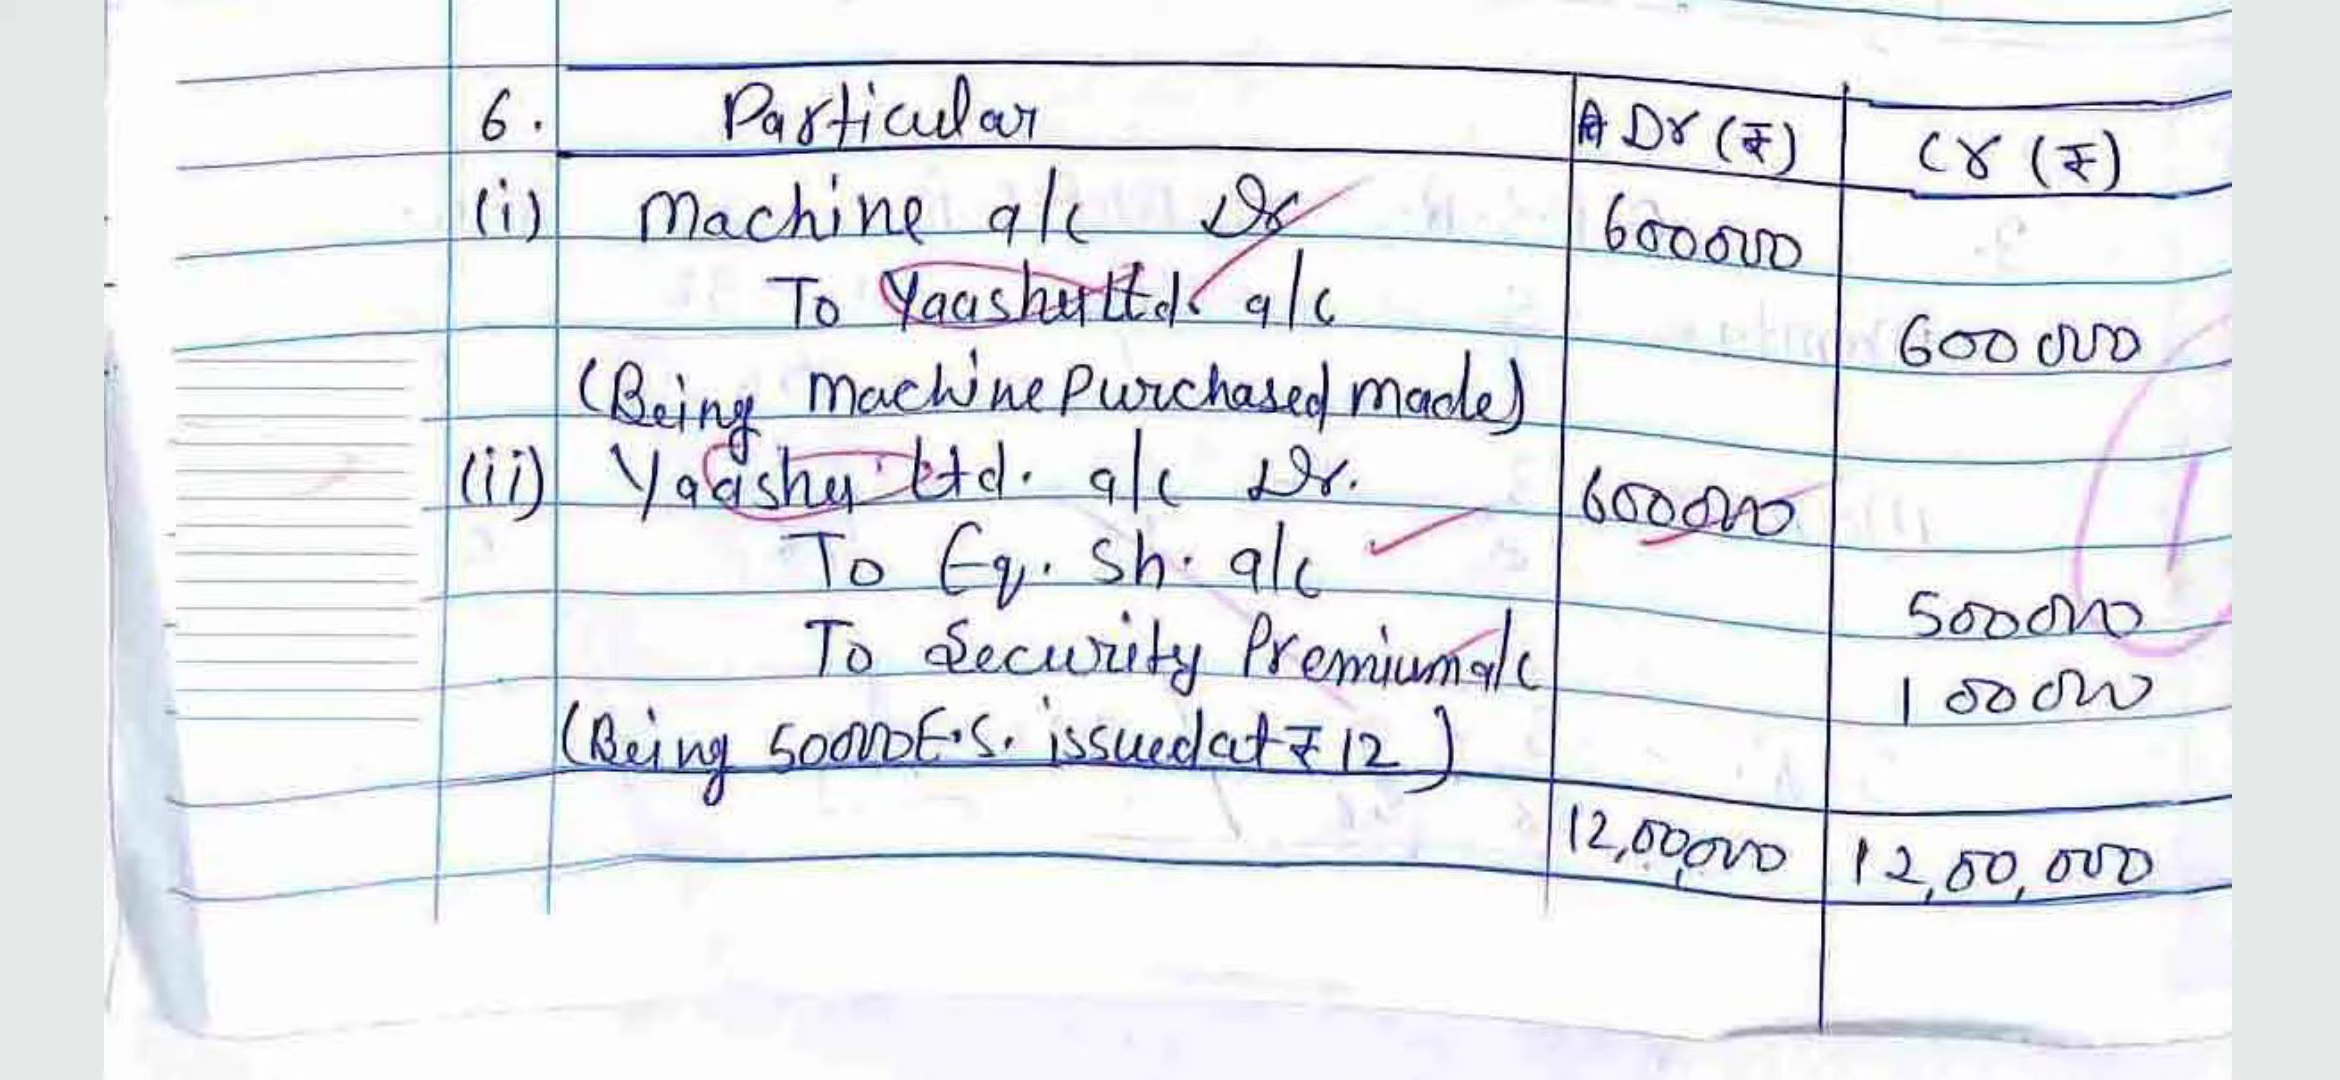 6. Particular Dr (₹) Cr (₹)
(i) Machine a/c Dr 600000
To Yaashu Ltd. a/c 600000
(Being Machine Purchased made)
(ii) Yaashu Ltd. a/c Dr. 600000
To Eq. Sh. a/c 500000
To Security Premium a/c 100000
(Being 50000 E.S. issued at ₹ 12)
12,00,000 12,00,000